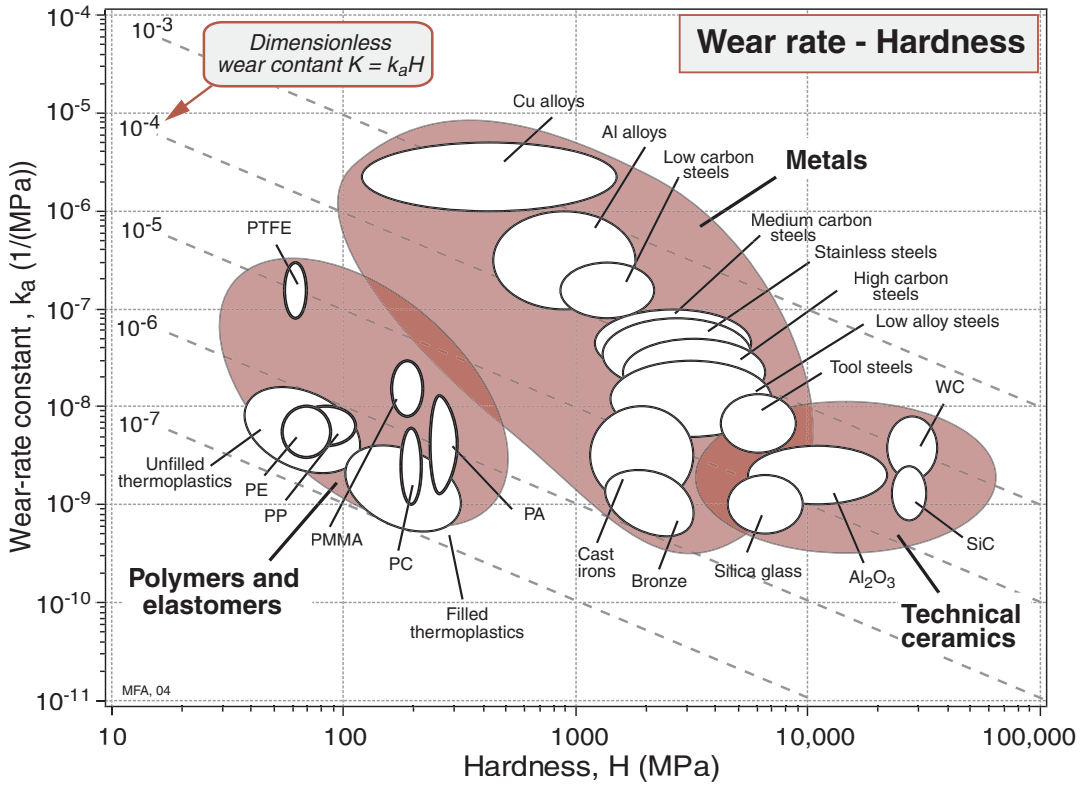 Wear rate - Hardness
Dimensionless
wear contant K = kₐH
10⁻⁴
10⁻⁵
10⁻⁶
10⁻⁷
10⁻⁸
10⁻⁹
10⁻¹⁰
10⁻¹¹
Wear-rate constant , kₐ (1/(MPa))
10⁻³
10⁻⁴
10⁻⁵
10⁻⁶
10⁻⁷
Cu alloys
Al alloys
Low carbon
steels
Metals
Medium carbon
steels
Stainless steels
High carbon
steels
Low alloy steels
Tool steels
WC
PTFE
Unfilled
thermoplastics
PE
PP
PMMA
PC
PA
Polymers and
elastomers
Filled
thermoplastics
Cast
irons
Bronze
Silica glass
Al₂O₃
SiC
Technical
ceramics
MFA, 04
10
100
1000
10,000
100,000
Hardness, H (MPa)